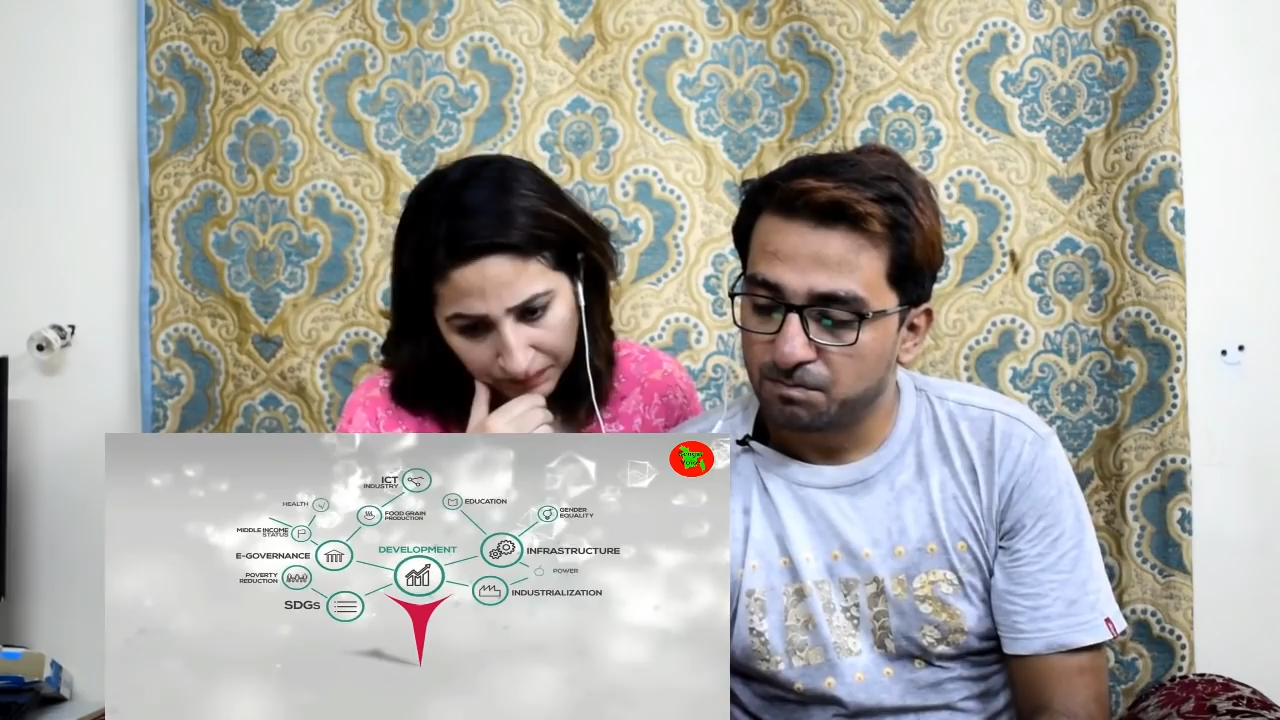 ICT
INDUSTRY
HEALTH
EDUCATION
FOOD GRAIN
PRODUCTION
GENDER
EQUALITY
MIDDLE INCOME
STATUS
E-GOVERNANCE
DEVELOPMENT
INFRASTRUCTURE
POVERTY
REDUCTION
POWER
INDUSTRIALIZATION
SDGs
LEVI'S